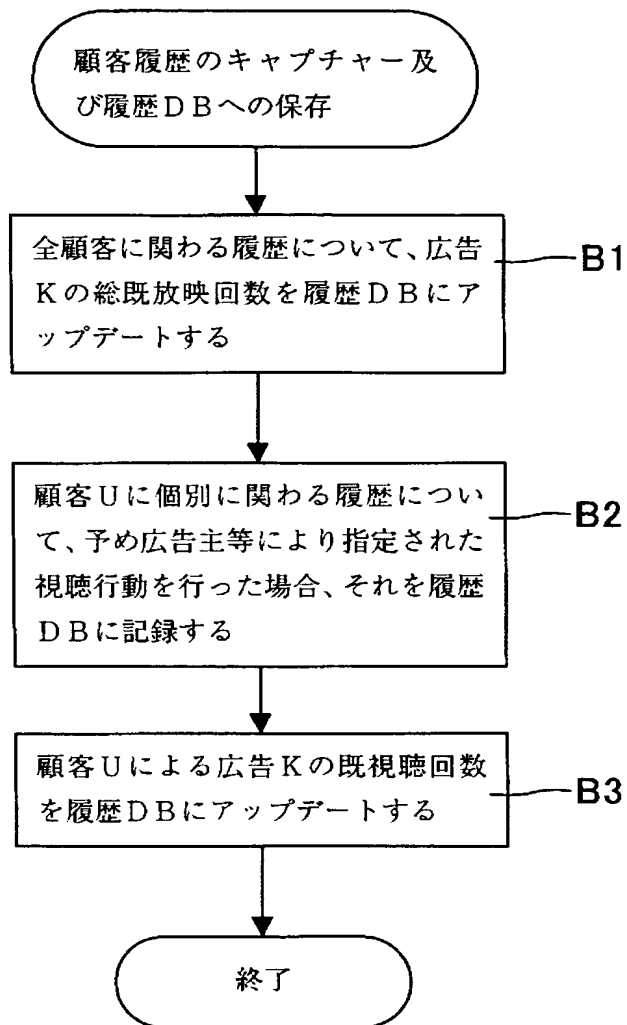 顧客履歴のキャプチャー及
び履歴DBへの保存
全顧客に関わる履歴について、広告
Kの総既放映回数を履歴DBにア
ップデートする
B1
顧客Uに個別に関わる履歴につい
て、予め広告主等により指定された
視聴行動を行った場合、それを履歴
DBに記録する
B2
顧客Uによる広告Kの既視聴回数
を履歴DBにアップデートする
B3
終了